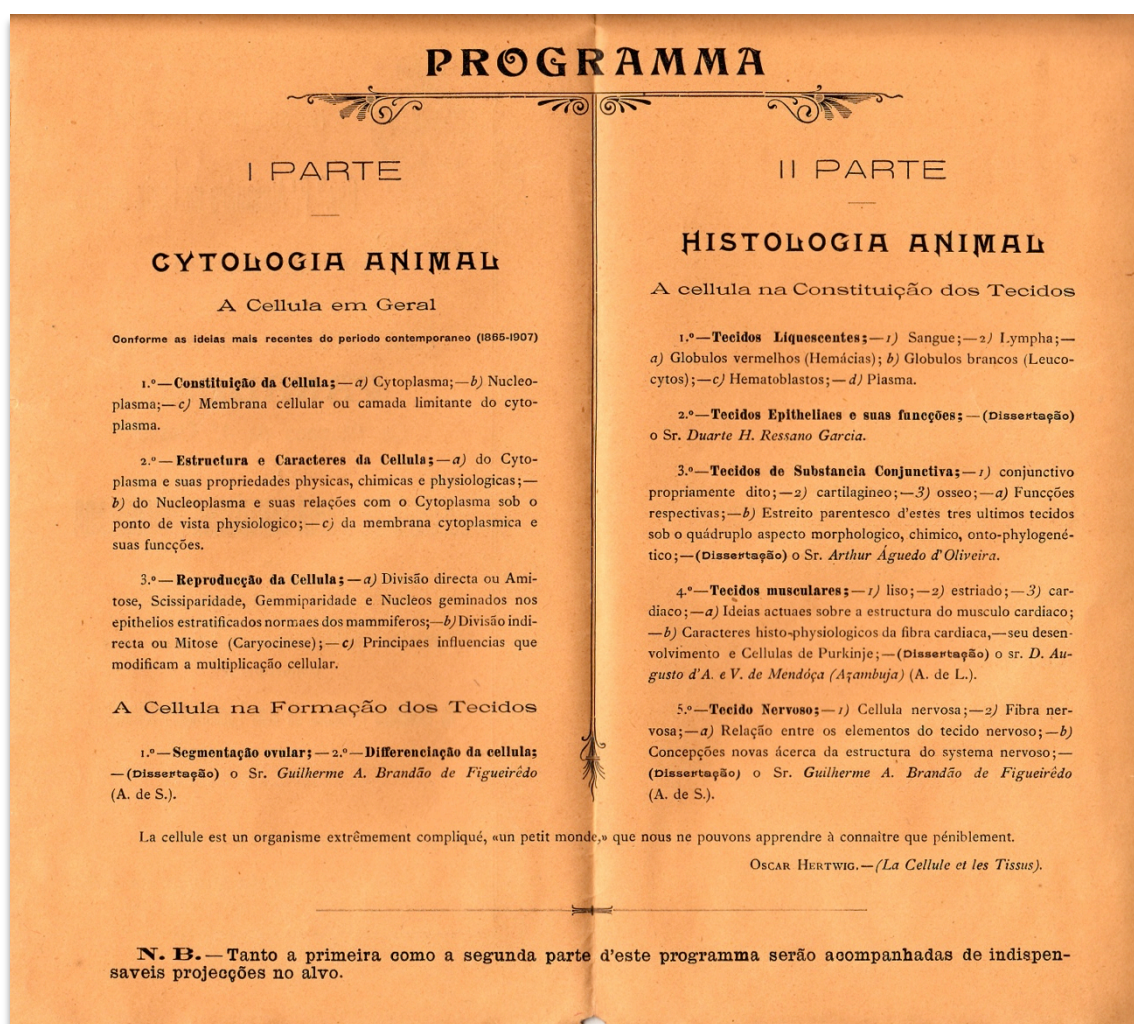 PROGRAMMA
I PARTE
CYTOLOGIA ANIMAL
A Cellula em Geral
Conforme as ideias mais recentes do periodo contemporaneo (1865-1907)
1.º—Constituição da Cellula;—a) Cytoplasma;—b) Nucleo-
plasma;—c) Membrana cellular ou camada limitante do cyto-
plasma.
2.º—Estructura e Caracteres da Cellula;—a) do Cyto-
plasma e suas propriedades physicas, chimicas e physiologicas;—
b) do Nucleoplasma e suas relações com o Cytoplasma sob o
ponto de vista physiologico;—c) da membrana cytoplasmica e
suas funcções.
3.º—Reproducção da Cellula;—a) Divisão directa ou Ami-
tose, Scissiparidade, Gemmiparidade e Nucleos geminados nos
epithelios estratificados normaes dos mammiferos;—b) Divisão indi-
recta ou Mitose (Caryocinese);—c) Principaes influencias que
modificam a multiplicação cellular.
A Cellula na Formação dos Tecidos
1.º—Segmentação ovular;—2.º—Differenciação da cellula;
—(Dissertação) o Sr. Guilherme A. Brandão de Figueirêdo
(A. de S.).
II PARTE
HISTOLOGIA ANIMAL
A cellula na Constituição dos Tecidos
1.º—Tecidos Liquescentes;—1) Sangue;—2) Lympha;—
a) Globulos vermelhos (Hemácias); b) Globulos brancos (Leuco-
cytos);—c) Hematoblastos;—d) Plasma.
2.º—Tecidos Epitheliaes e suas funcções;—(Dissertação)
o Sr. Duarte H. Ressano Garcia.
3.º—Tecidos de Substancia Conjunctiva;—1) conjunctivo
propriamente dito;—2) cartilagineo;—3) osseo;—a) Funcções
respectivas;—b) Estreito parentesco d'estes tres ultimos tecidos
sob o quádruplo aspecto morphologico, chimico, onto-phylogené-
tico;—(Dissertação) o Sr. Arthur Águedo d'Oliveira.
4.º—Tecidos musculares;—1) liso;—2) estriado;—3) car-
diaco;—a) Ideias actuaes sobre a estructura do musculo cardiaco;
—b) Caracteres histo-physiologicos da fibra cardiaca,—seu desen-
volvimento e Cellulas de Purkinje;—(Dissertação) o sr. D. Au-
gusto d'A. e V. de Mendóça (Azambuja) (A. de L.).
5.º—Tecido Nervoso;—1) Cellula nervosa;—2) Fibra ner-
vosa;—a) Relação entre os elementos do tecido nervoso;—b)
Concepções novas ácerca da estructura do systema nervoso;—
(Dissertação) o Sr. Guilherme A. Brandão de Figueirêdo
(A. de S.).
La cellule est un organisme extrêmement compliqué, «un petit monde,» que nous ne pouvons apprendre à connaître que péniblement.
OSCAR HERTWIG.—(La Cellule et les Tissus).
N. B.—Tanto a primeira como a segunda parte d'este programma serão acompanhadas de indispen-
saveis projecções no alvo.